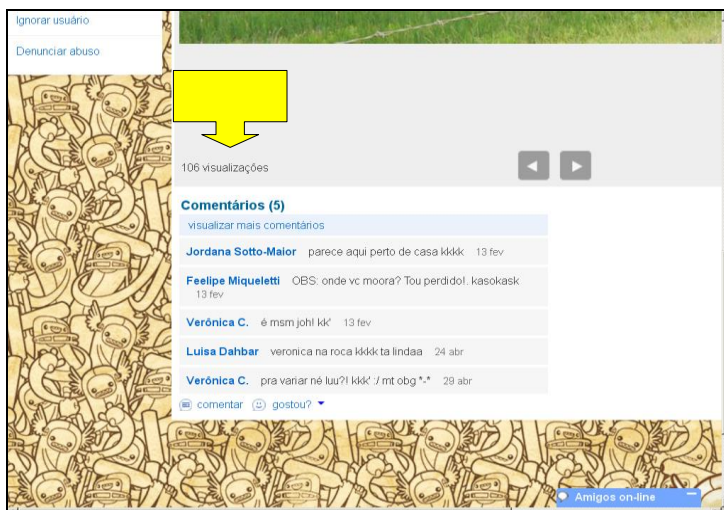 Ignorar usuário
Denunciar abuso
106 visualizações
Comentários (5)
visualizar mais comentários
Jordana Sotto-Maior parece aqui perto de casa kkkk 13 fev
Feelipe Miqueletti OBS: onde vc moora? Tou perdido!. kasokask
13 fev
Verônica C. é msm joh! kk' 13 fev
Luisa Dahbar veronica na roca kkkk ta lindaa 24 abr
Verônica C. pra variar né luu?! kkk' :/ mt obg *-* 29 abr
comentar gostou?
Amigos on-line